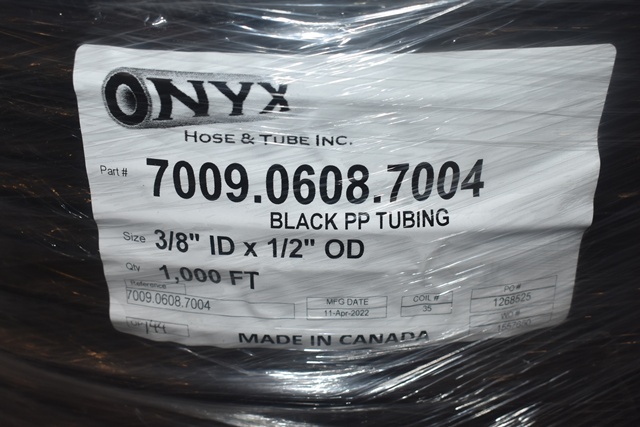 ONYX
HOSE & TUBE INC.
Part # 7009.0608.7004
BLACK PP TUBING
Size 3/8" ID x 1/2" OD
Qty 1,000 FT
Reference
7009.0608.7004
MFG DATE
11-Apr-2022
COIL #
35
PO #
1268525
WO #
MADE IN CANADA